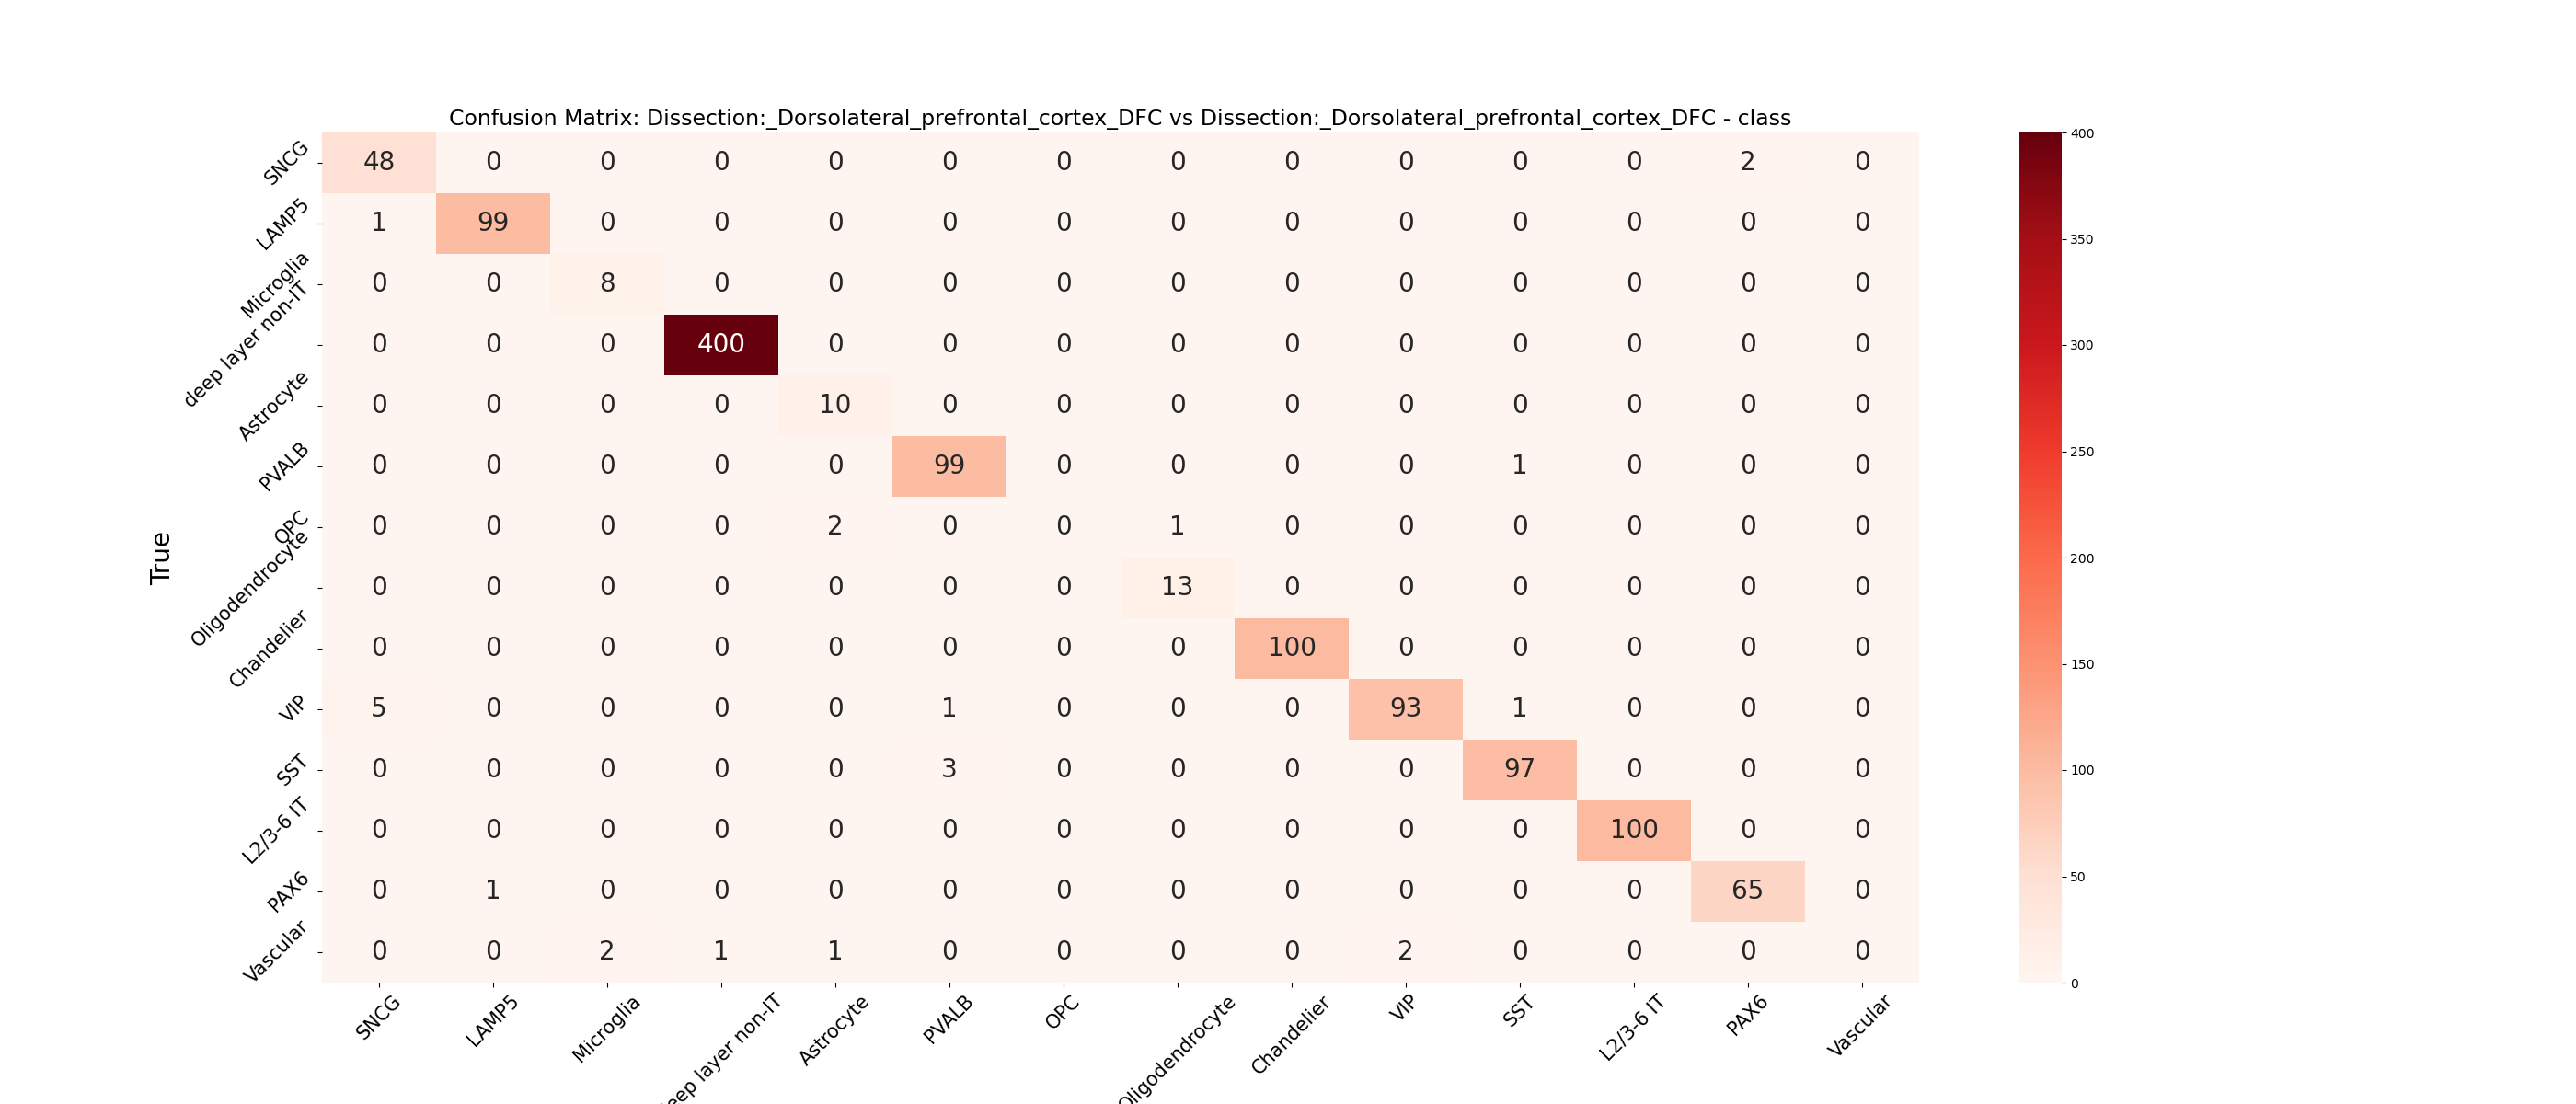 Confusion Matrix: Dissection:_Dorsolateral_prefrontal_cortex_DFC vs Dissection:_Dorsolateral_prefrontal_cortex_DFC - class
True
SNCG 48 0 0 0 0 0 0 0 0 0 0 0 2 0
LAMP5 1 99 0 0 0 0 0 0 0 0 0 0 0 0
Microglia 0 0 8 0 0 0 0 0 0 0 0 0 0 0
deep layer non-IT 0 0 0 400 0 0 0 0 0 0 0 0 0 0
Astrocyte 0 0 0 0 10 0 0 0 0 0 0 0 0 0
PVALB 0 0 0 0 0 99 0 0 0 0 1 0 0 0
OPC 0 0 0 0 2 0 0 1 0 0 0 0 0 0
Oligodendrocyte 0 0 0 0 0 0 0 13 0 0 0 0 0 0
Chandelier 0 0 0 0 0 0 0 0 100 0 0 0 0 0
VIP 5 0 0 0 0 1 0 0 0 93 1 0 0 0
SST 0 0 0 0 0 3 0 0 0 0 97 0 0 0
L2/3-6 IT 0 0 0 0 0 0 0 0 0 0 0 100 0 0
PAX6 0 1 0 0 0 0 0 0 0 0 0 0 65 0
Vascular 0 0 2 1 1 0 0 0 0 2 0 0 0 0
SNCG LAMP5 Microglia eep layer non-IT Astrocyte PVALB OPC Oligodendrocyte Chandelier VIP SST L2/3-6 IT PAX6 Vascular
400
350
300
250
200
150
100
50
0